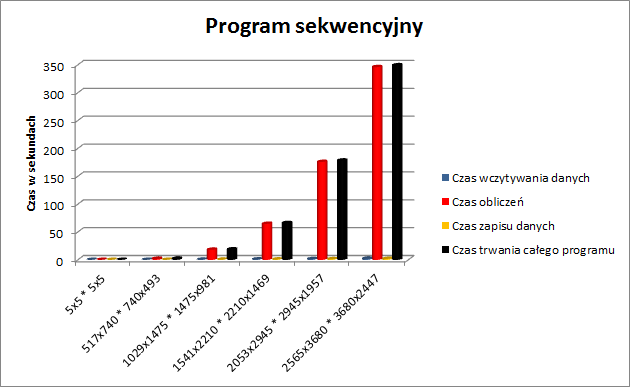 Program sekwencyjny
Czas w sekundach
350
300
250
200
150
100
50
0
5x5 * 5x5
517x740 * 740x493
1029x1475 * 1475x981
1541x2210 * 2210x1469
2053x2945 * 2945x1957
2565x3680 * 3680x2447
Czas wczytywania danych
Czas obliczeń
Czas zapisu danych
Czas trwania całego programu